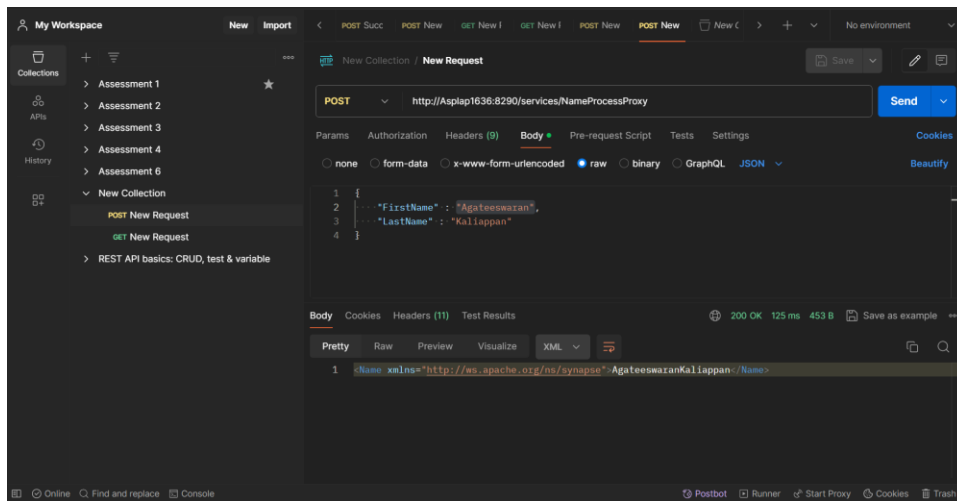 My Workspace New Import
POST Succ POST New GET New I GET New I POST New POST New New C No environment
Collections
APIs
History
Assessment 1
Assessment 2
Assessment 3
Assessment 4
Assessment 6
New Collection
POST New Request
GET New Request
REST API basics: CRUD, test & variable
HTTP New Collection / New Request Save
POST http://Asplap1636:8290/services/NameProcessProxy Send
Params Authorization Headers (9) Body Pre-request Script Tests Settings Cookies
none form-data x-www-form-urlencoded raw binary GraphQL JSON Beautify
1 {
2 "FirstName" : "Agateeswaran",
3 "LastName" : "Kaliappan"
4 }
Body Cookies Headers (11) Test Results 200 OK 125 ms 453 B Save as example
Pretty Raw Preview Visualize XML
1 <Name xmlns="http://ws.apache.org/ns/synapse">AgateeswaranKaliappan</Name>
Online Find and replace Console Postbot Runner Start Proxy Cookies Trash